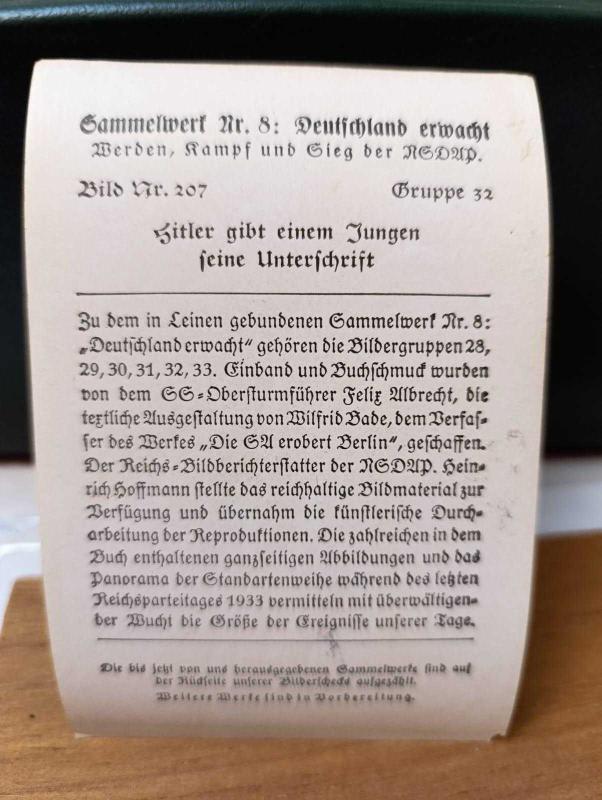 Sammelwerk Nr. 8: Deutschland erwacht
Werden, Kampf und Sieg der NSDAP.
Bild Nr. 207 Gruppe 32
Hitler gibt einem Jungen
seine Unterschrift
Zu dem in Leinen gebundenen Sammelwerk Nr. 8:
„Deutschland erwacht“ gehören die Bildergruppen 28,
29, 30, 31, 32, 33. Einband und Buchschmuck wurden
von dem SS-Obersturmführer Felix Albrecht, die
textliche Ausgestaltung von Wilfrid Bade, dem Verfas-
ser des Werkes „Die SA erobert Berlin“, geschaffen.
Der Reichs-Bildberichterstatter der NSDAP. Hein-
rich Hoffmann stellte das reichhaltige Bildmaterial zur
Verfügung und übernahm die künstlerische Durch-
arbeitung der Reproduktionen. Die zahlreichen in dem
Buch enthaltenen ganzseitigen Abbildungen und das
Panorama der Standartenweihe während des letzten
Reichsparteitages 1933 vermitteln mit überwältigen-
der Wucht die Größe der Ereignisse unserer Tage.
Die bis jetzt von uns herausgegebenen Sammelwerke sind auf
der Rückseite unserer Bilderschecks aufgezählt.
Weitere Werke sind in Vorbereitung.